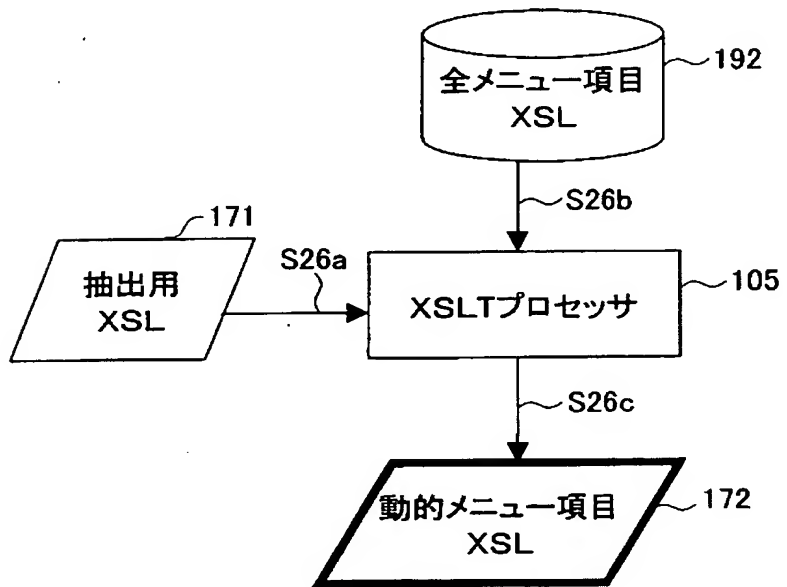 全メニュー項目
XSL
192
S26b
171
抽出用
XSL
S26a
XSLTプロセッサ
105
S26c
動的メニュー項目
XSL
172